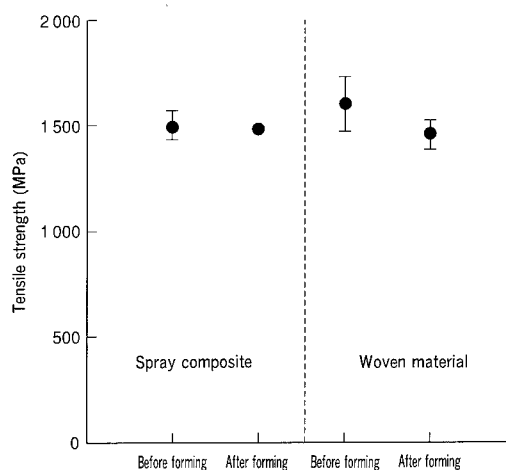 2 000
1 500
1 000
500
0
Tensile strength (MPa)
Spray composite
Woven material
Before forming
After forming
Before forming
After forming